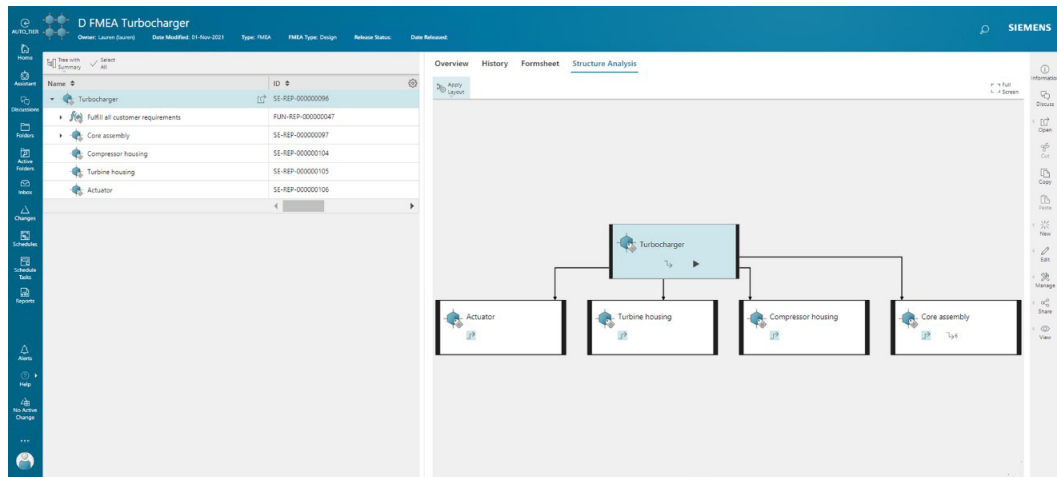 AUTO_TIER
D FMEA Turbocharger
Owner: Lauren (lauren) Date Modified: 01-Nov-2021 Type: FMEA FMEA Type: Design Release Status: Date Released:
SIEMENS
Home
Assistant
Discussions
Folders
Active
Folders
Inbox
Changes
Schedules
Schedule
Tasks
Reports
Alerts
Help
No Active
Change
Tree with
Summary
Select
All
Name
ID
Turbocharger SE-REP-000000096
Fulfill all customer requirements FUN-REP-000000047
Core assembly SE-REP-000000097
Compressor housing SE-REP-000000104
Turbine housing SE-REP-000000105
Actuator SE-REP-000000106
Overview History Formsheet Structure Analysis
Apply
Layout
Full
Screen
Turbocharger
Actuator
Turbine housing
Compressor housing
Core assembly
Informatio
Discuss
Open
Cut
Copy
Paste
New
Edit
Manage
Share
View